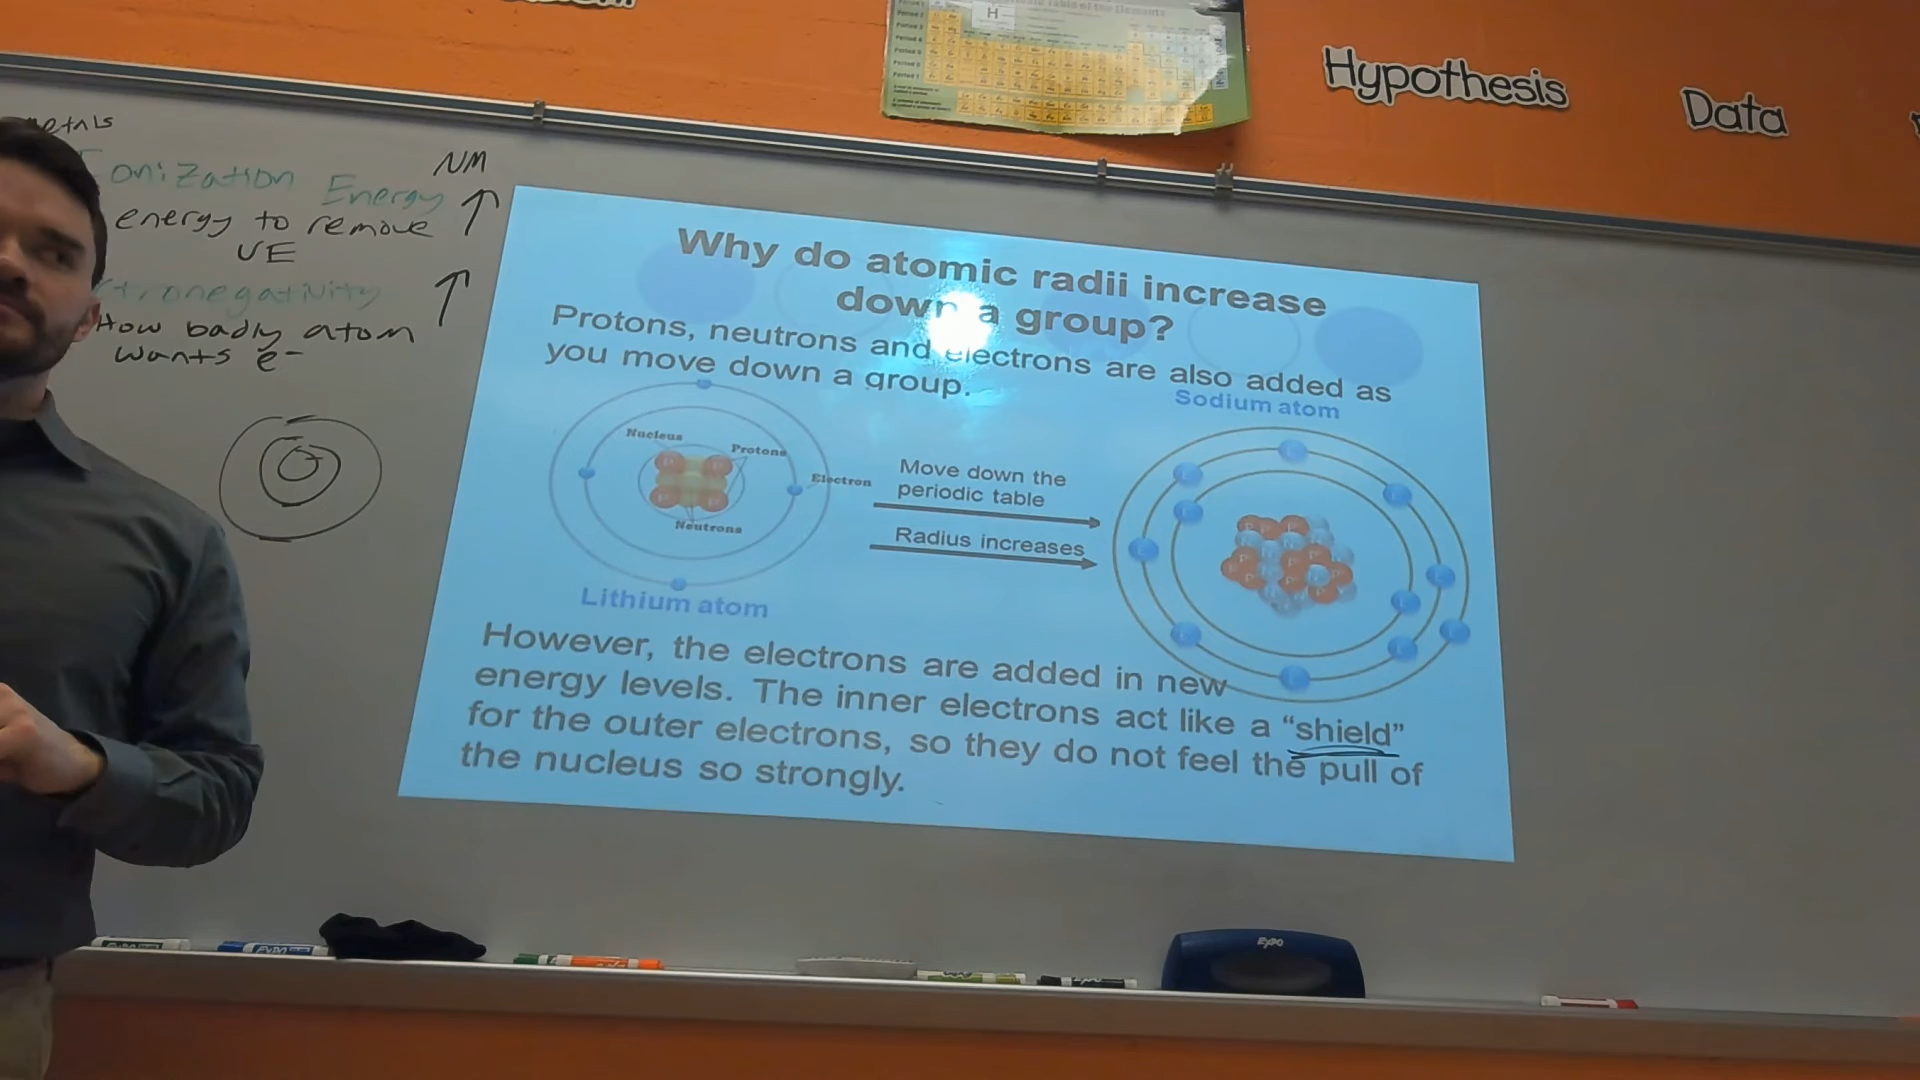 Hypothesis
Data
H
NM
Energy
energy to remove
VE
How badly atom
wants e-
Why do atomic radii increase
down a group?
Protons, neutrons and electrons are also added as
you move down a group.
Sodium atom
Nucleus
Protons
Electron
Neutrons
Move down the
periodic table
Radius increases
Lithium atom
However, the electrons are added in new
energy levels. The inner electrons act like a “shield”
for the outer electrons, so they do not feel the pull of
the nucleus so strongly.
EXPO